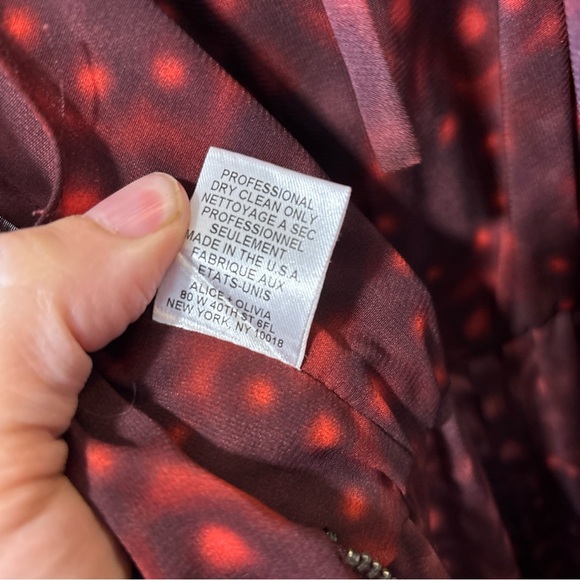 PROFESSIONAL
DRY CLEAN ONLY
NETTOYAGE A SEC
PROFESSIONNEL
SEULEMENT
MADE IN THE U.S.A
FABRIQUE AUX
ETATS-UNIS
ALICE + OLIVIA
80 W 40TH ST 6FL
NEW YORK, NY 10018